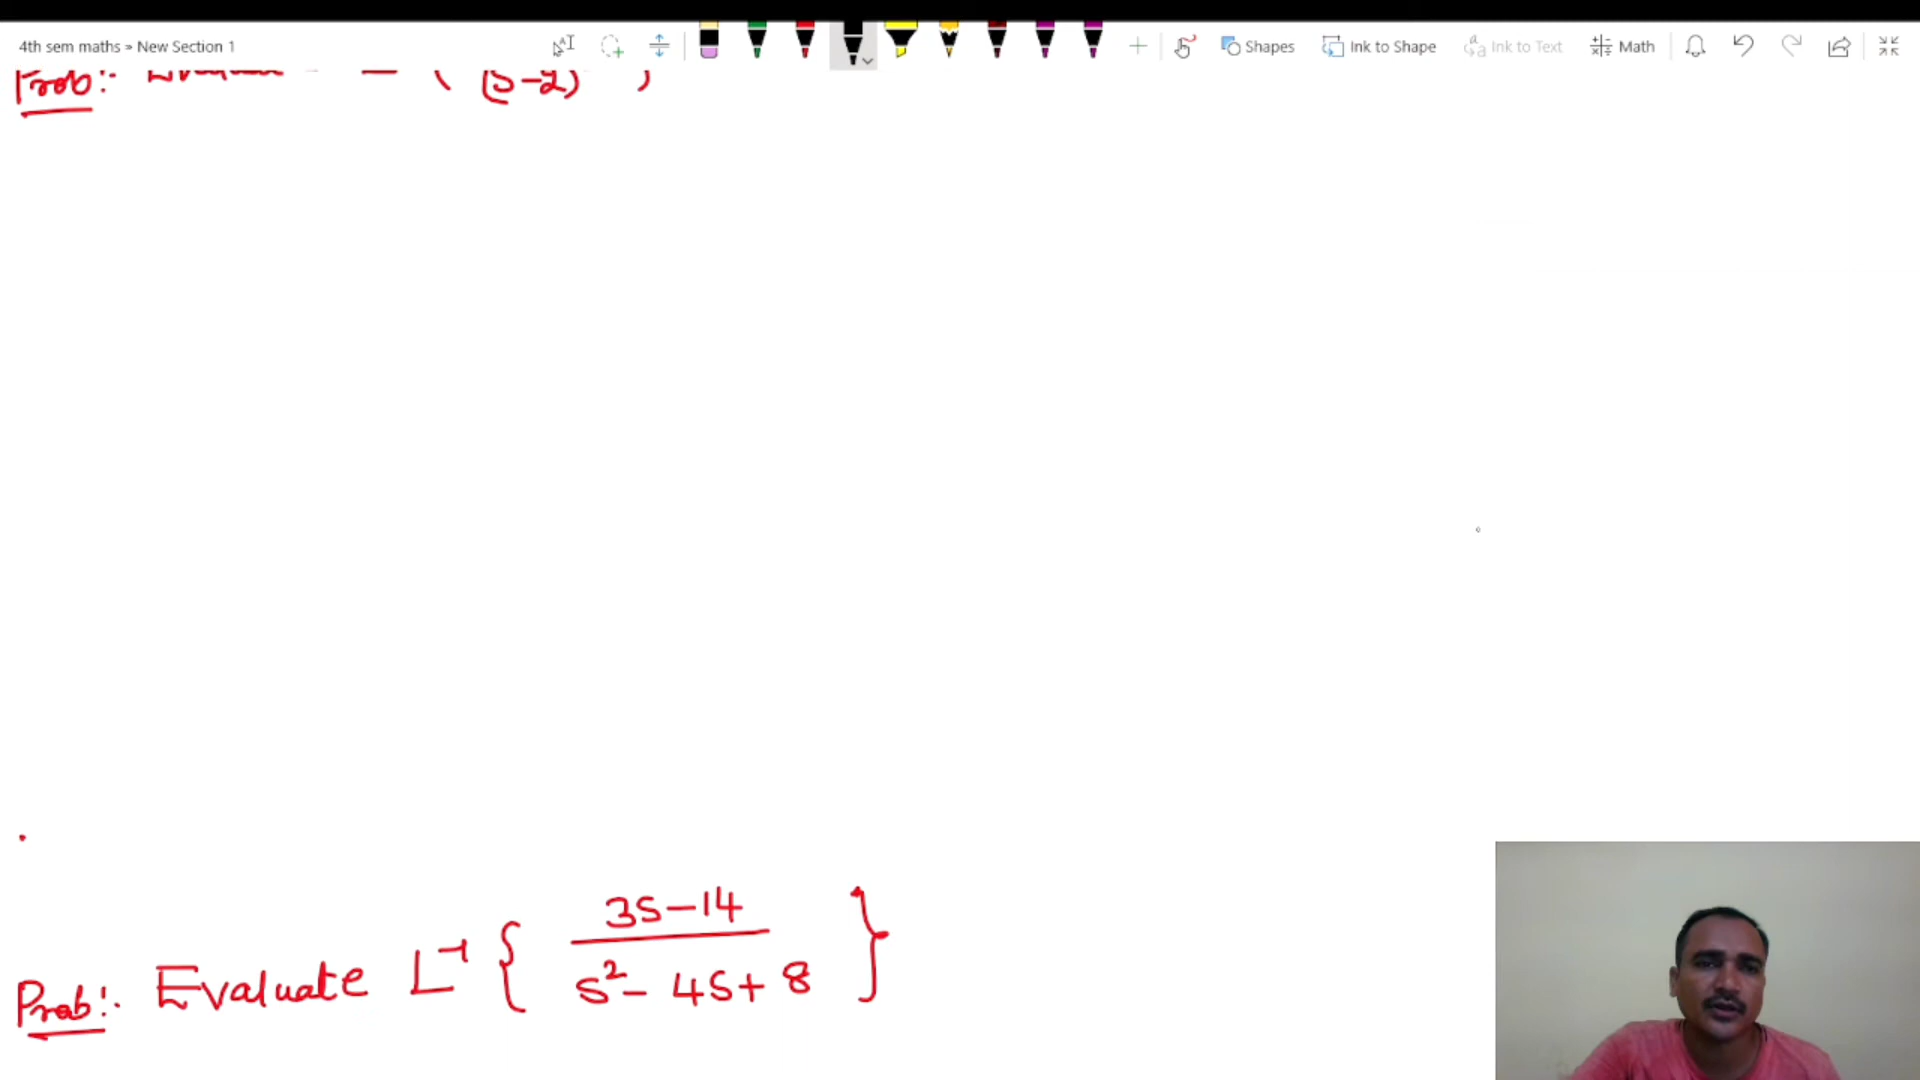 4th sem maths » New Section 1
Shapes
Ink to Shape
Ink to Text
Math
Prob:- Evaluate (s-2)
Prob:- Evaluate L⁻¹ { (3s-14) / (s² - 4s + 8) }